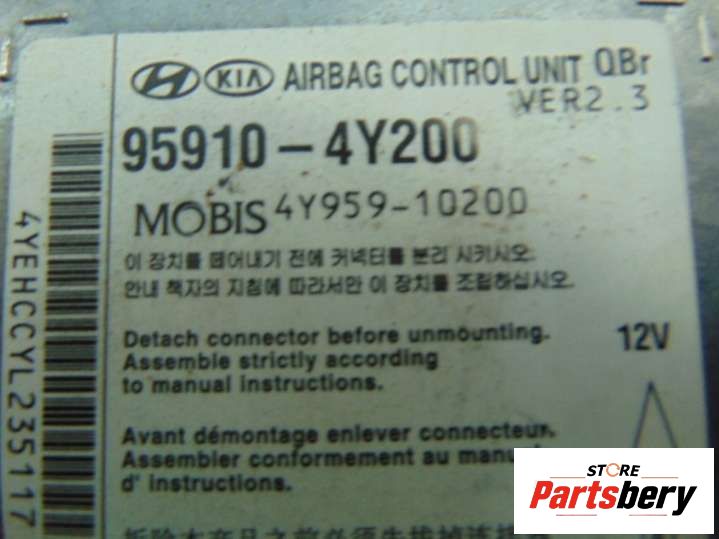 KIA AIRBAG CONTROL UNIT QBr
VER2.3
95910-4Y200
MOBIS 4Y959-10200
이 장치를 떼어내기 전에 커넥터를 분리 시키시오.
안내 책자의 지침에 따라서만 이 장치를 조립하십시오.
Detach connector before unmounting.
Assemble strictly according
to manual instructions.
12V
Avant démontage enlever connecteur.
Assembler conformement au manuel
d' instructions.
4YEHCCYL235117
STORE
Partsbery